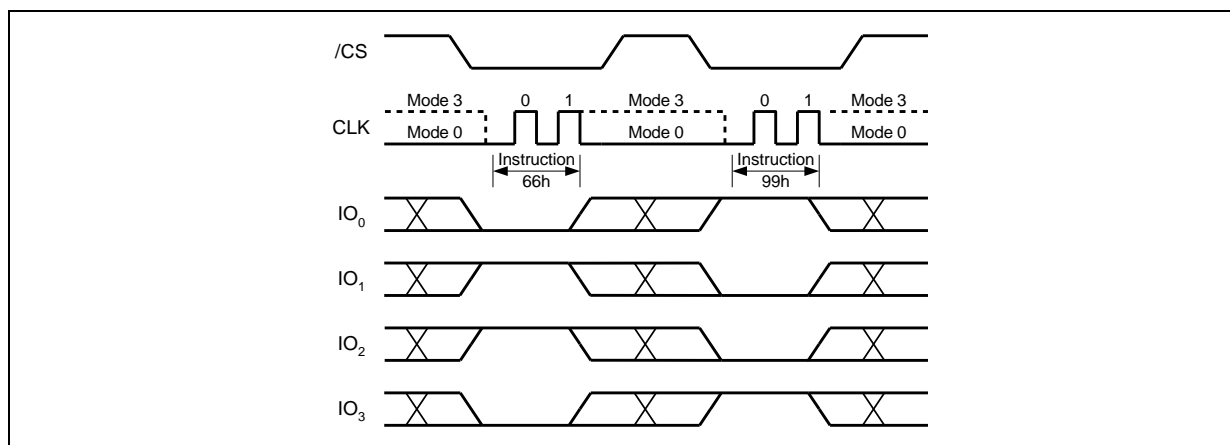 /CS
Mode 3 0 1 Mode 3 0 1 Mode 3
CLK Mode 0 Mode 0 Mode 0
Instruction Instruction
66h 99h
IO0
IO1
IO2
IO3